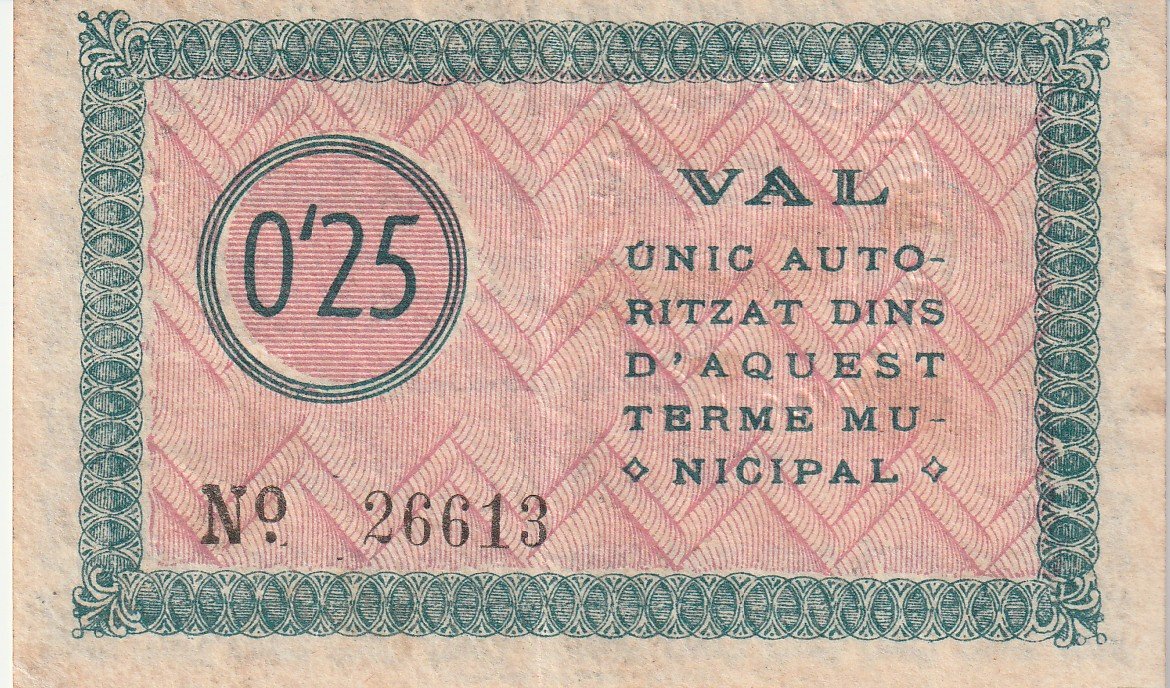 0'25
VAL
ÚNIC AUTO-
RITZAT DINS
D'AQUEST
TERME MU-
NICIPAL
Nº. 26613